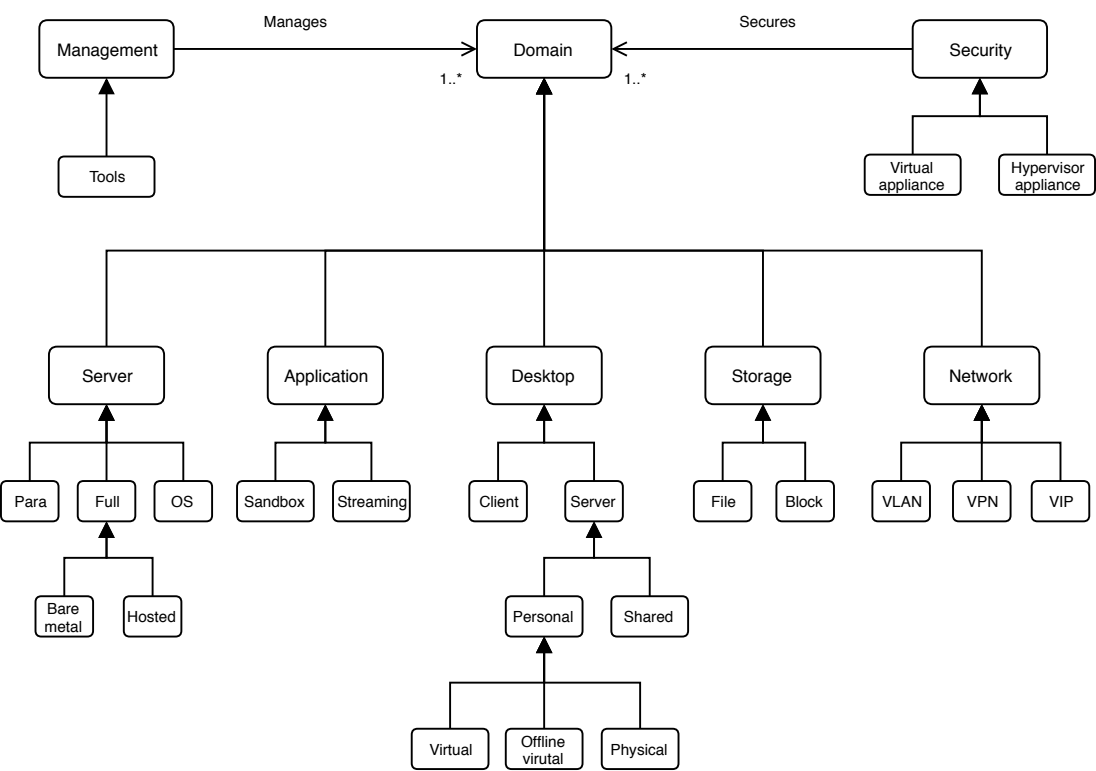 Manages
Secures
Management
Domain
Security
1..*
1..*
Tools
Virtual
appliance
Hypervisor
appliance
Server
Application
Desktop
Storage
Network
Para
Full
OS
Sandbox
Streaming
Client
Server
File
Block
VLAN
VPN
VIP
Bare
metal
Hosted
Personal
Shared
Virtual
Offline
virutal
Physical